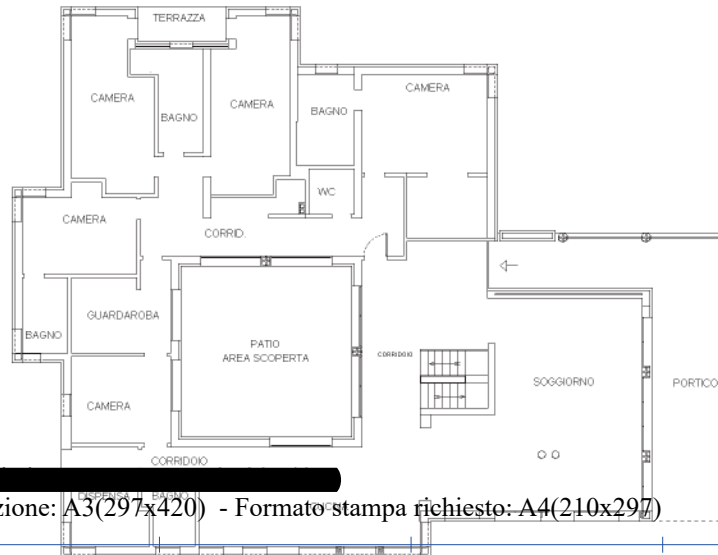 TERRAZZA
CAMERA
CAMERA
CAMERA
BAGNO
BAGNO
WC
CAMERA
CORRID.
GUARDAROBA
BAGNO
PATIO
AREA SCOPERTA
CORRIDOIO
SOGGIORNO
PORTICO
CAMERA
CORRIDOIO
DISPENSA
BAGNO
CUCINA
zione: A3(297x420) - Formato stampa richiesto: A4(210x297)